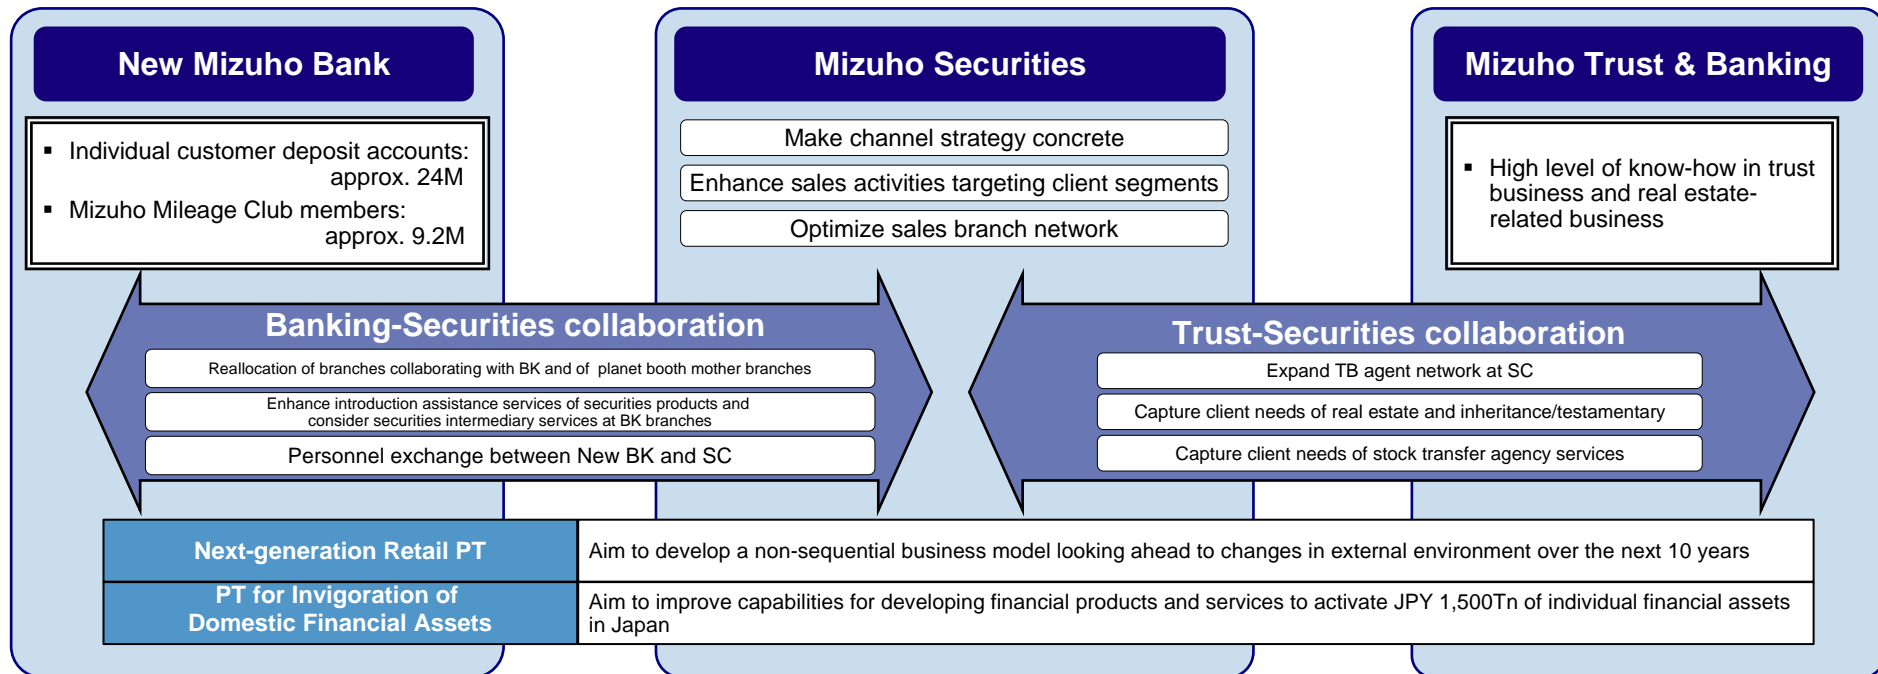 New Mizuho Bank
▪ Individual customer deposit accounts:
approx. 24M
▪ Mizuho Mileage Club members:
approx. 9.2M
Mizuho Securities
Make channel strategy concrete
Enhance sales activities targeting client segments
Optimize sales branch network
Mizuho Trust & Banking
▪ High level of know-how in trust
business and real estate-
related business
Banking-Securities collaboration
Reallocation of branches collaborating with BK and of planet booth mother branches
Enhance introduction assistance services of securities products and
consider securities intermediary services at BK branches
Personnel exchange between New BK and SC
Trust-Securities collaboration
Expand TB agent network at SC
Capture client needs of real estate and inheritance/testamentary
Capture client needs of stock transfer agency services
Next-generation Retail PT
Aim to develop a non-sequential business model looking ahead to changes in external environment over the next 10 years
PT for Invigoration of
Domestic Financial Assets
Aim to improve capabilities for developing financial products and services to activate JPY 1,500Tn of individual financial assets
in Japan